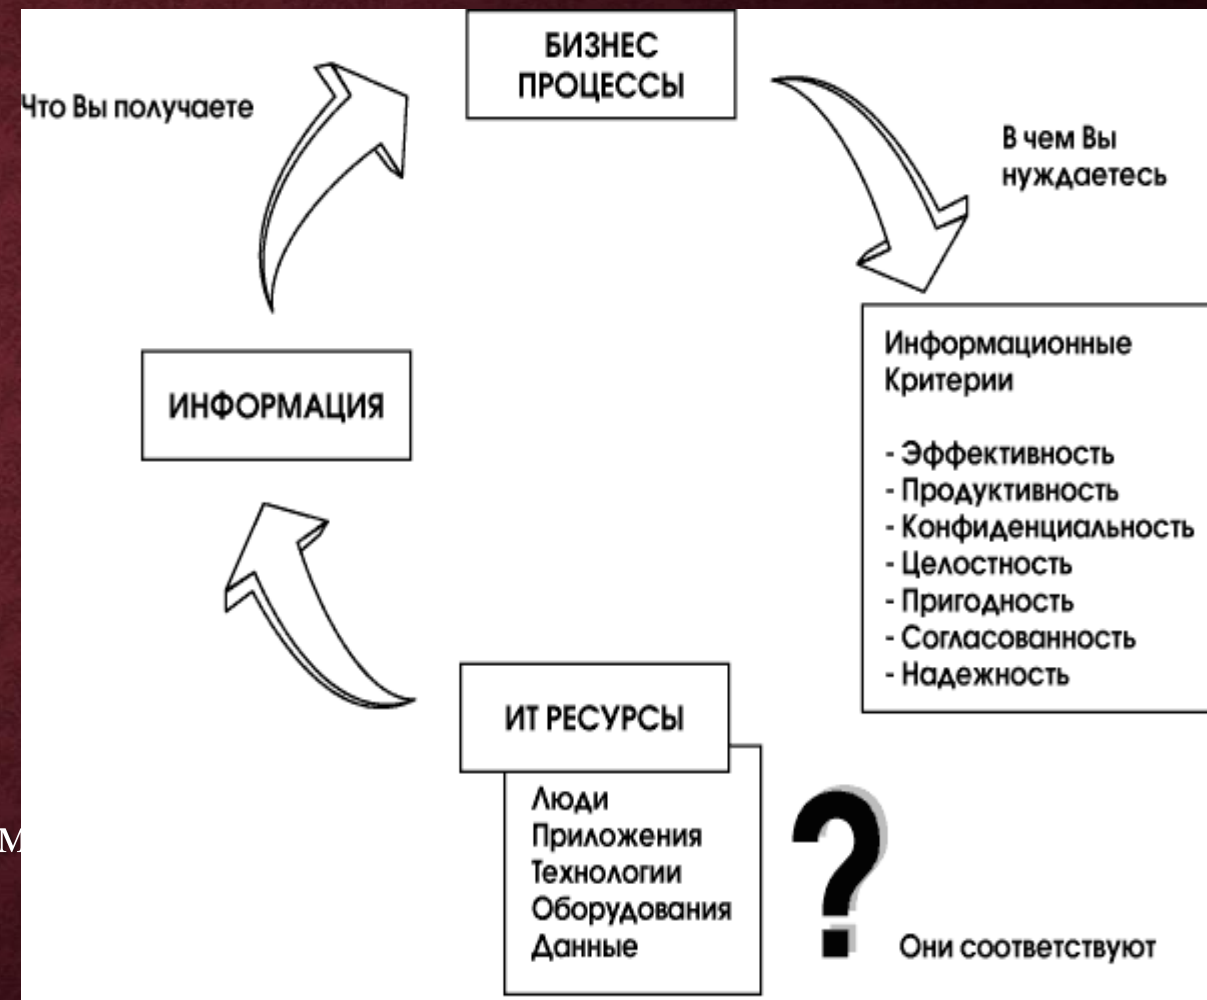 БИЗНЕС
ПРОЦЕССЫ
Что Вы получаете
В чем Вы
нуждаетесь
ИНФОРМАЦИЯ
Информационные
Критерии
- Эффективность
- Продуктивность
- Конфиденциальность
- Целостность
- Пригодность
- Согласованность
- Надежность
ИТ РЕСУРСЫ
Люди
Приложения
Технологии
Оборудования
Данные
?
Они соответствуют